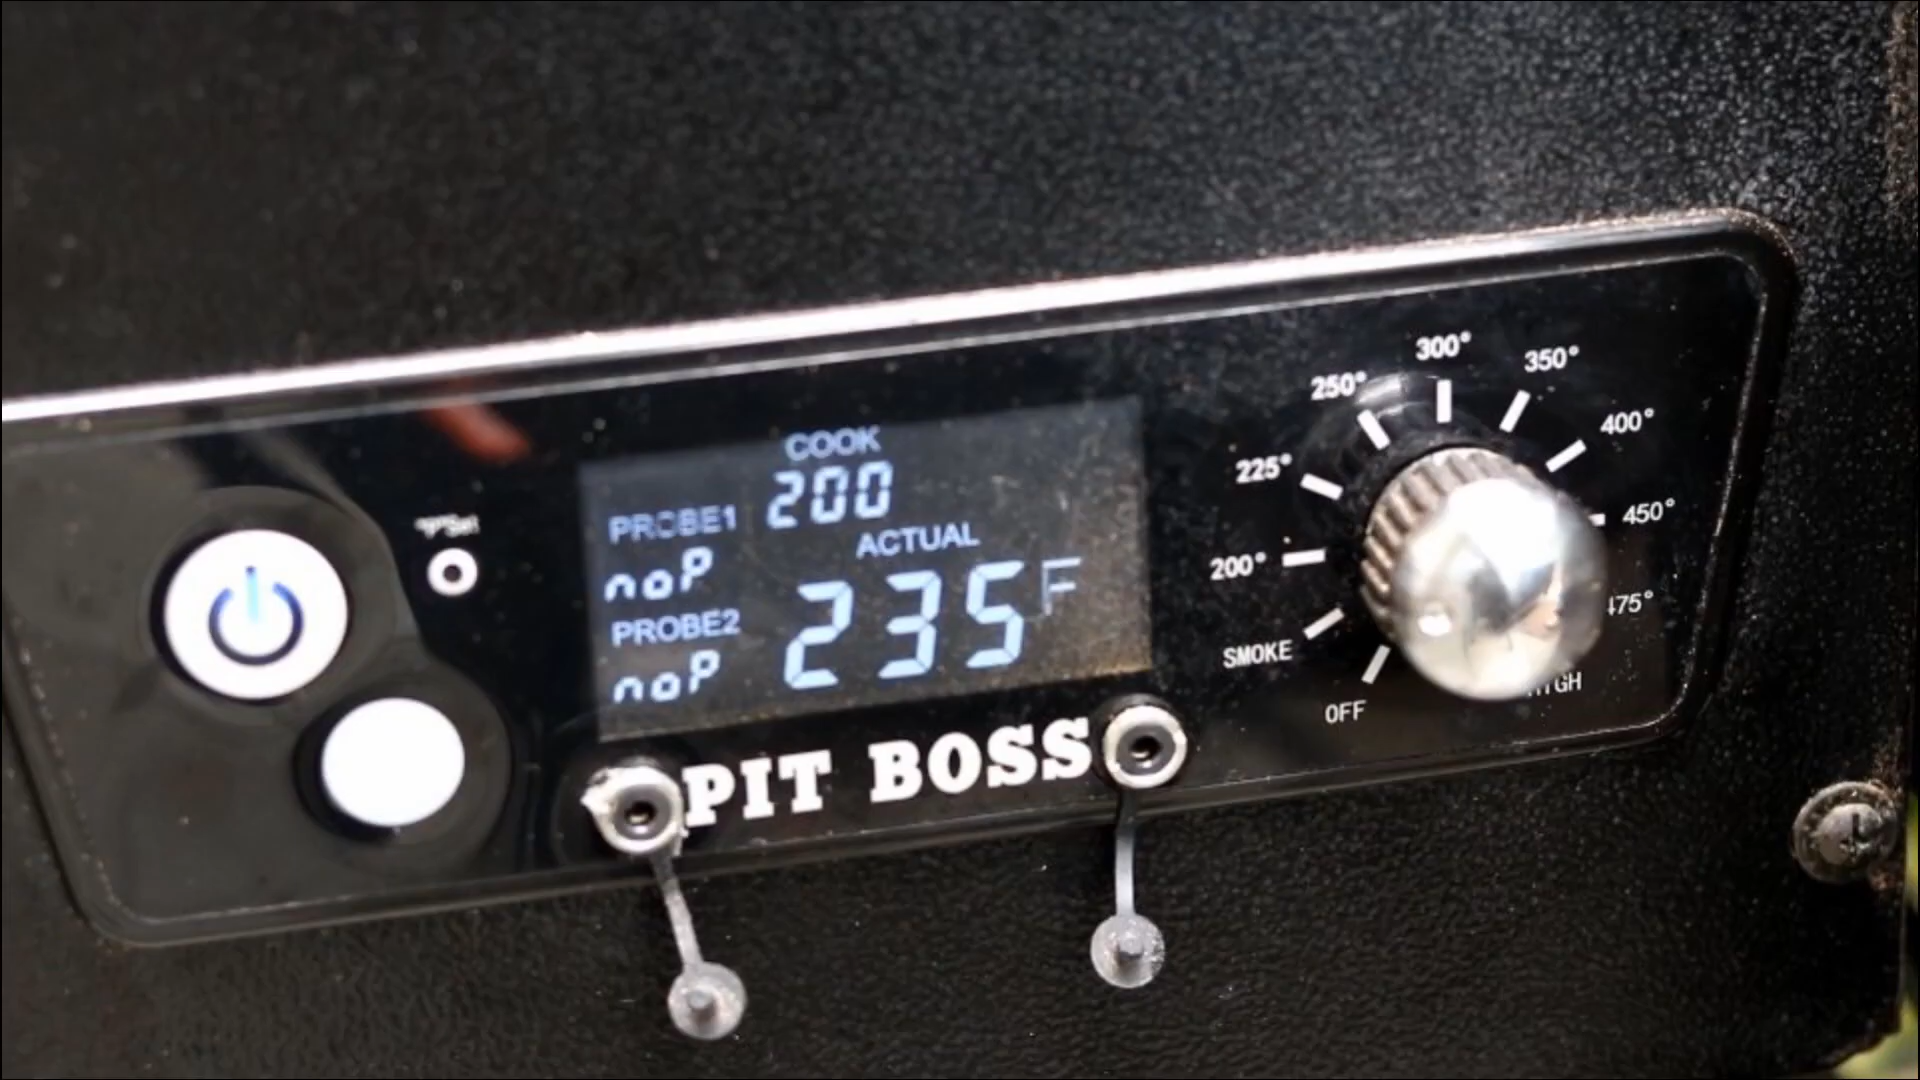 COOK
200
PROBE1
noP
ACTUAL
235F
PROBE2
noP
PIT BOSS
OFF
SMOKE
200°
225°
250°
300°
350°
400°
450°
475°
HIGH